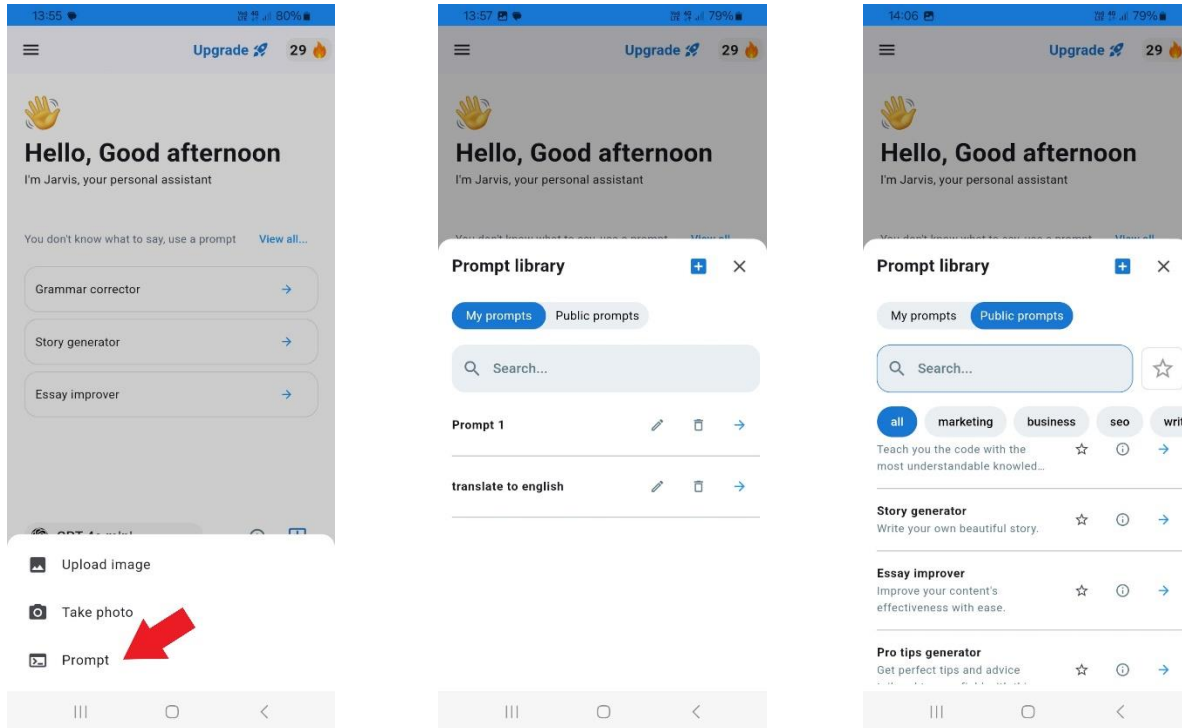 13:55
80%
Upgrade
29
Hello, Good afternoon
I'm Jarvis, your personal assistant
You don't know what to say, use a prompt View all...
Grammar corrector
Story generator
Essay improver
Upload image
Take photo
Prompt
13:57
79%
Upgrade
29
Hello, Good afternoon
I'm Jarvis, your personal assistant
Prompt library
My prompts Public prompts
Search...
Prompt 1
translate to english
14:06
79%
Upgrade
29
Hello, Good afternoon
I'm Jarvis, your personal assistant
Prompt library
My prompts Public prompts
Search...
all marketing business seo writ
Teach you the code with the
most understandable knowled...
Story generator
Write your own beautiful story.
Essay improver
Improve your content's
effectiveness with ease.
Pro tips generator
Get perfect tips and advice